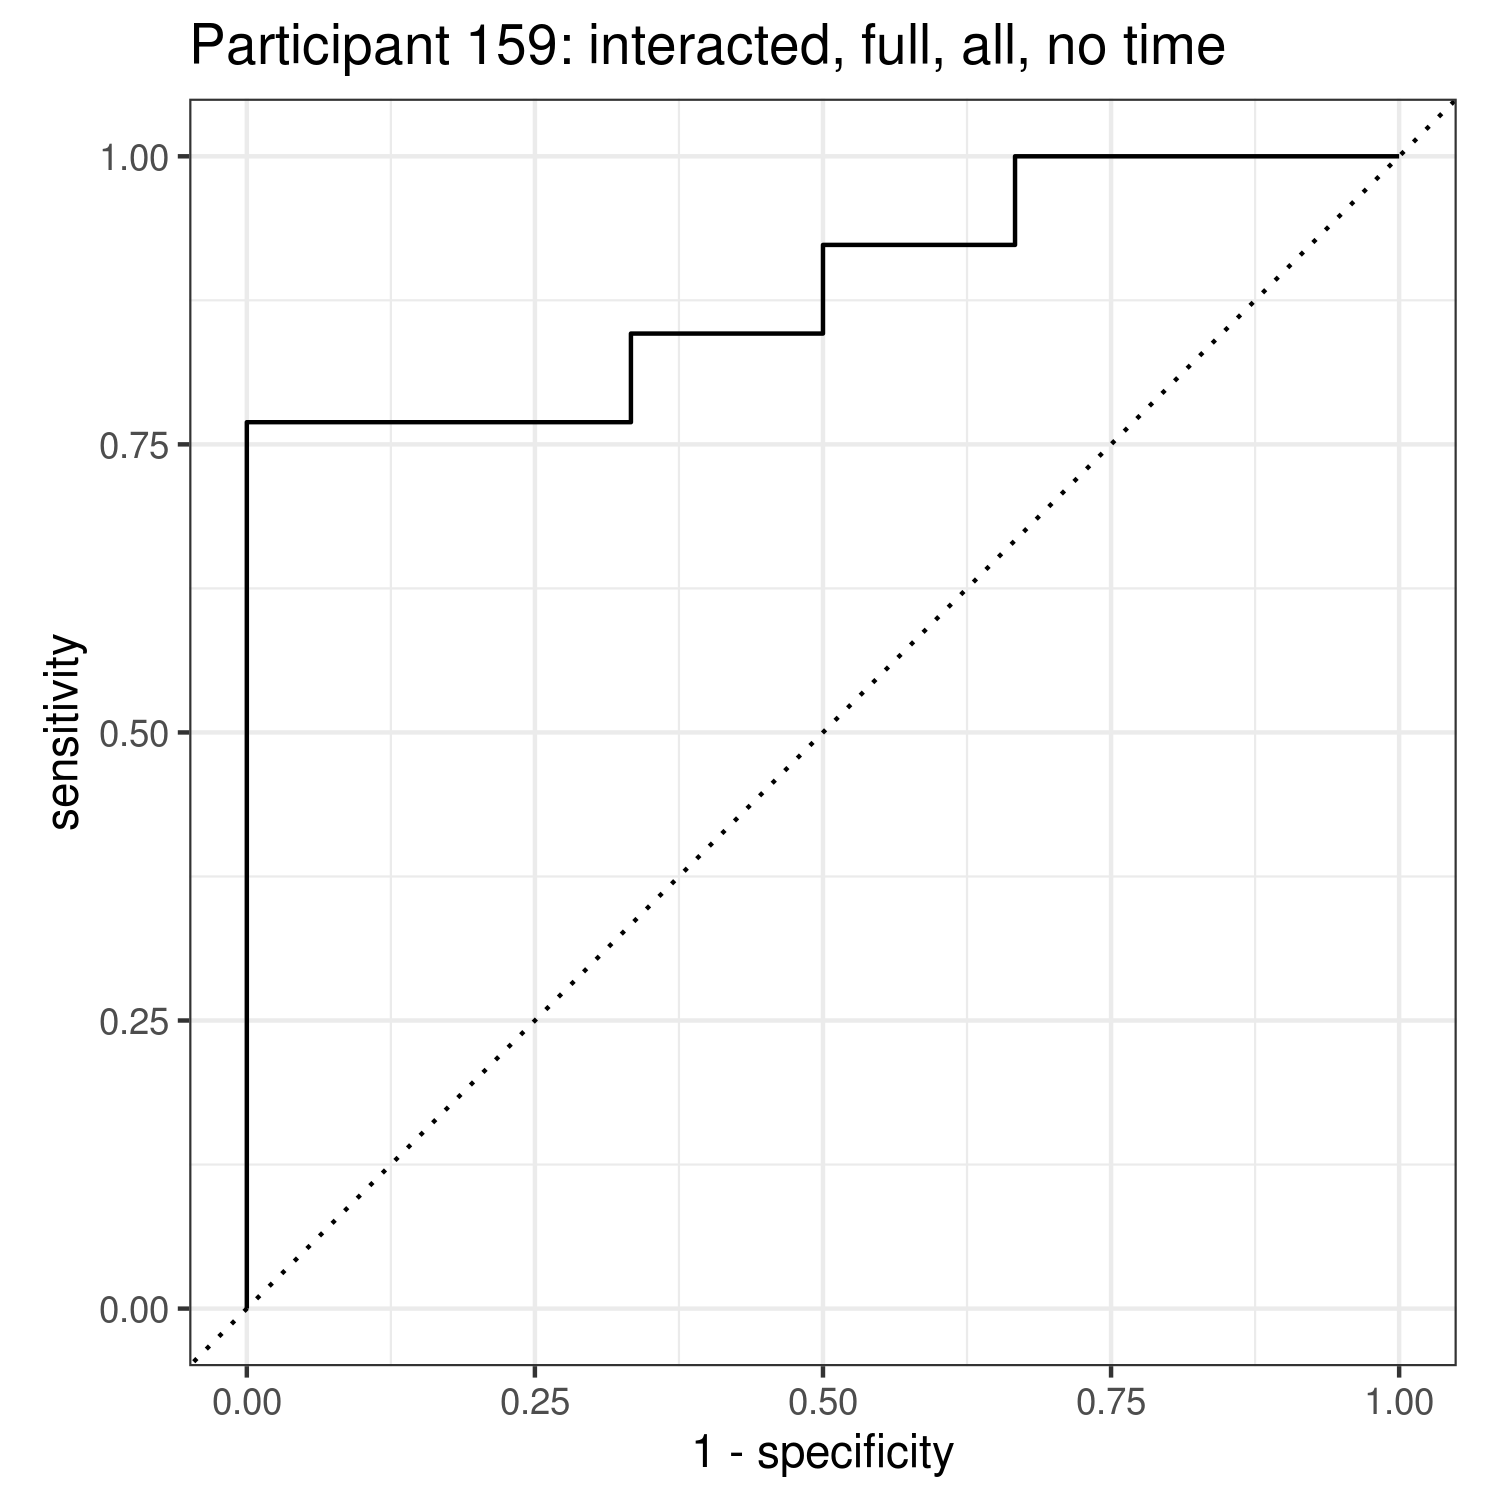 Participant 159: interacted, full, all, no time
1.00
0.75
0.50
0.25
0.00
sensitivity
0.00 0.25 0.50 0.75 1.00
1 - specificity